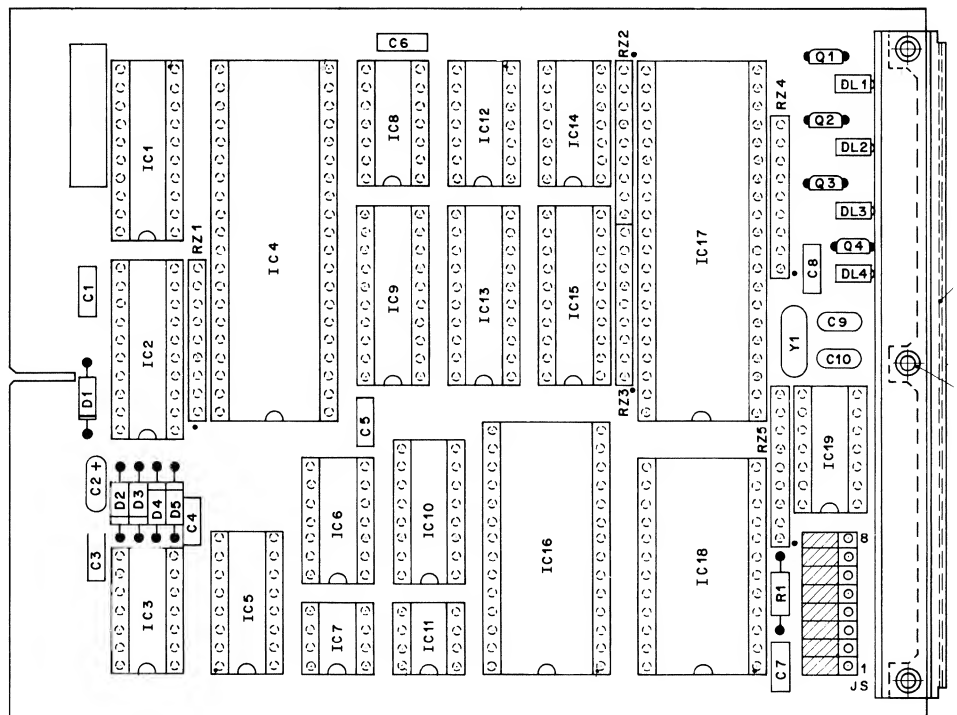 C6
RZ2
Q1
DL1
RZ4
IC1
IC8
IC12
IC14
Q2
DL2
Q3
DL3
RZ1
IC4
IC17
Q4
DL4
C8
C1
IC9
IC13
IC15
IC2
C9
Y1
C10
D1
RZ3
C5
RZ5
IC19
C2+
D2
D3
D4
D5
C4
IC6
IC10
C3
IC16
IC18
8
IC3
IC5
IC7
IC11
R1
C7
1
JS